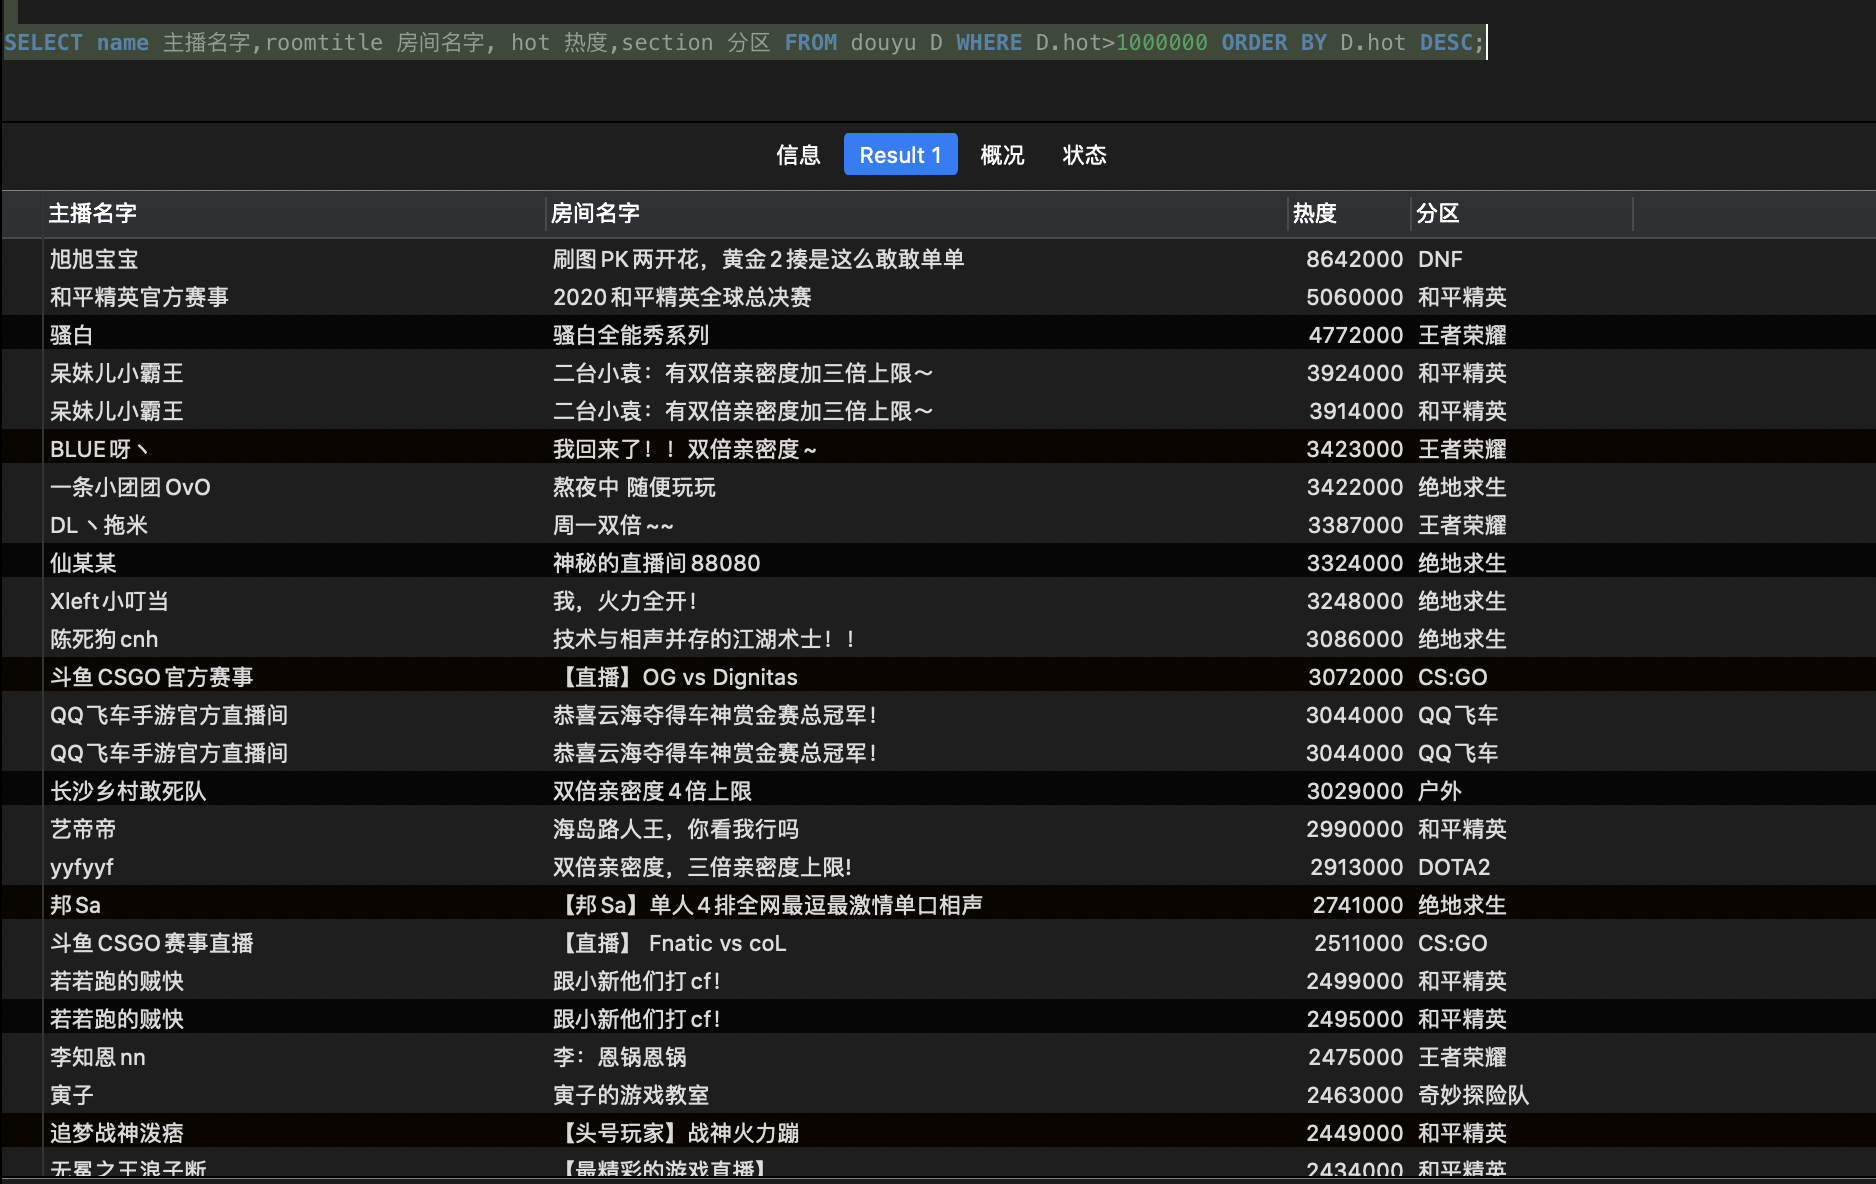 SELECT name 主播名字,roomtitle 房间名字, hot 热度,section 分区 FROM douyu D WHERE D.hot>1000000 ORDER BY D.hot DESC;
信息 Result 1 概况 状态
主播名字 房间名字 热度 分区
旭旭宝宝 刷图PK两开花，黄金2揍是这么敢敢单单 8642000 DNF
和平精英官方赛事 2020和平精英全球总决赛 5060000 和平精英
骚白 骚白全能秀系列 4772000 王者荣耀
呆妹儿小霸王 二台小袁：有双倍亲密度加三倍上限～ 3924000 和平精英
呆妹儿小霸王 二台小袁：有双倍亲密度加三倍上限～ 3914000 和平精英
BLUE呀丶 我回来了！！双倍亲密度~ 3423000 王者荣耀
一条小团团OvO 熬夜中 随便玩玩 3422000 绝地求生
DL丶拖米 周一双倍~~ 3387000 王者荣耀
仙某某 神秘的直播间88080 3324000 绝地求生
Xleft小叮当 我，火力全开！ 3248000 绝地求生
陈死狗cnh 技术与相声并存的江湖术士！！ 3086000 绝地求生
斗鱼CSGO官方赛事 【直播】OG vs Dignitas 3072000 CS:GO
QQ飞车手游官方直播间 恭喜云海夺得车神赏金赛总冠军！ 3044000 QQ飞车
QQ飞车手游官方直播间 恭喜云海夺得车神赏金赛总冠军！ 3044000 QQ飞车
长沙乡村敢死队 双倍亲密度4倍上限 3029000 户外
艺帝帝 海岛路人王，你看我行吗 2990000 和平精英
yyfyyf 双倍亲密度，三倍亲密度上限! 2913000 DOTA2
邦Sa 【邦Sa】单人4排全网最逗最激情单口相声 2741000 绝地求生
斗鱼CSGO赛事直播 【直播】 Fnatic vs coL 2511000 CS:GO
若若跑的贼快 跟小新他们打cf！ 2499000 和平精英
若若跑的贼快 跟小新他们打cf！ 2495000 和平精英
李知恩nn 李：恩锅恩锅 2475000 王者荣耀
寅子 寅子的游戏教室 2463000 奇妙探险队
追梦战神泼痞 【头号玩家】战神火力蹦 2449000 和平精英
无冕之王浪子断 【最精彩的游戏直播】 2434000 和平精英